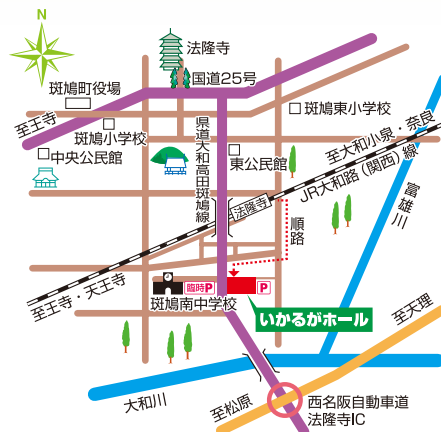 N
法隆寺
国道25号
斑鳩町役場
斑鳩東小学校
至王寺
斑鳩小学校
中央公民館
県道大和高田斑鳩線
東公民館
至大和小泉・奈良
JR大和路(関西)線
富雄川
法隆寺
順路
至王寺・天王寺
臨時P
P
斑鳩南中学校
いかるがホール
至天理
大和川
至松原
西名阪自動車道
法隆寺IC